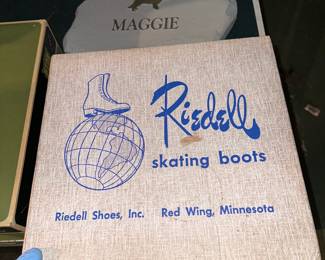 MAGGIE
Riedell
skating boots
Riedell Shoes, Inc. Red Wing, Minnesota